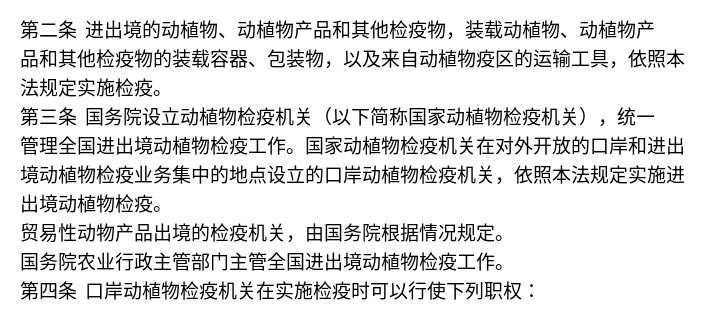 第二条 进出境的动植物、动植物产品和其他检疫物，装载动植物、动植物产
品和其他检疫物的装载容器、包装物，以及来自动植物疫区的运输工具，依照本
法规定实施检疫。
第三条 国务院设立动植物检疫机关（以下简称国家动植物检疫机关），统一
管理全国进出境动植物检疫工作。国家动植物检疫机关在对外开放的口岸和进出
境动植物检疫业务集中的地点设立的口岸动植物检疫机关，依照本法规定实施进
出境动植物检疫。
贸易性动物产品出境的检疫机关，由国务院根据情况规定。
国务院农业行政主管部门主管全国进出境动植物检疫工作。
第四条 口岸动植物检疫机关在实施检疫时可以行使下列职权：